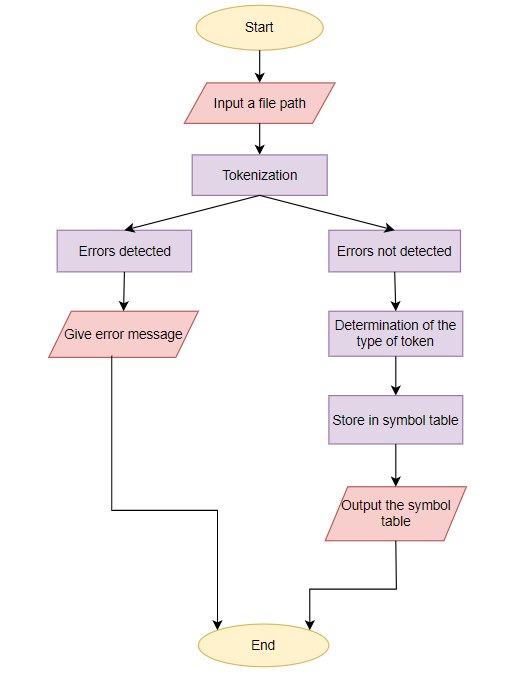 Start
Input a file path
Tokenization
Errors detected
Errors not detected
Give error message
Determination of the
type of token
Store in symbol table
Output the symbol
table
End